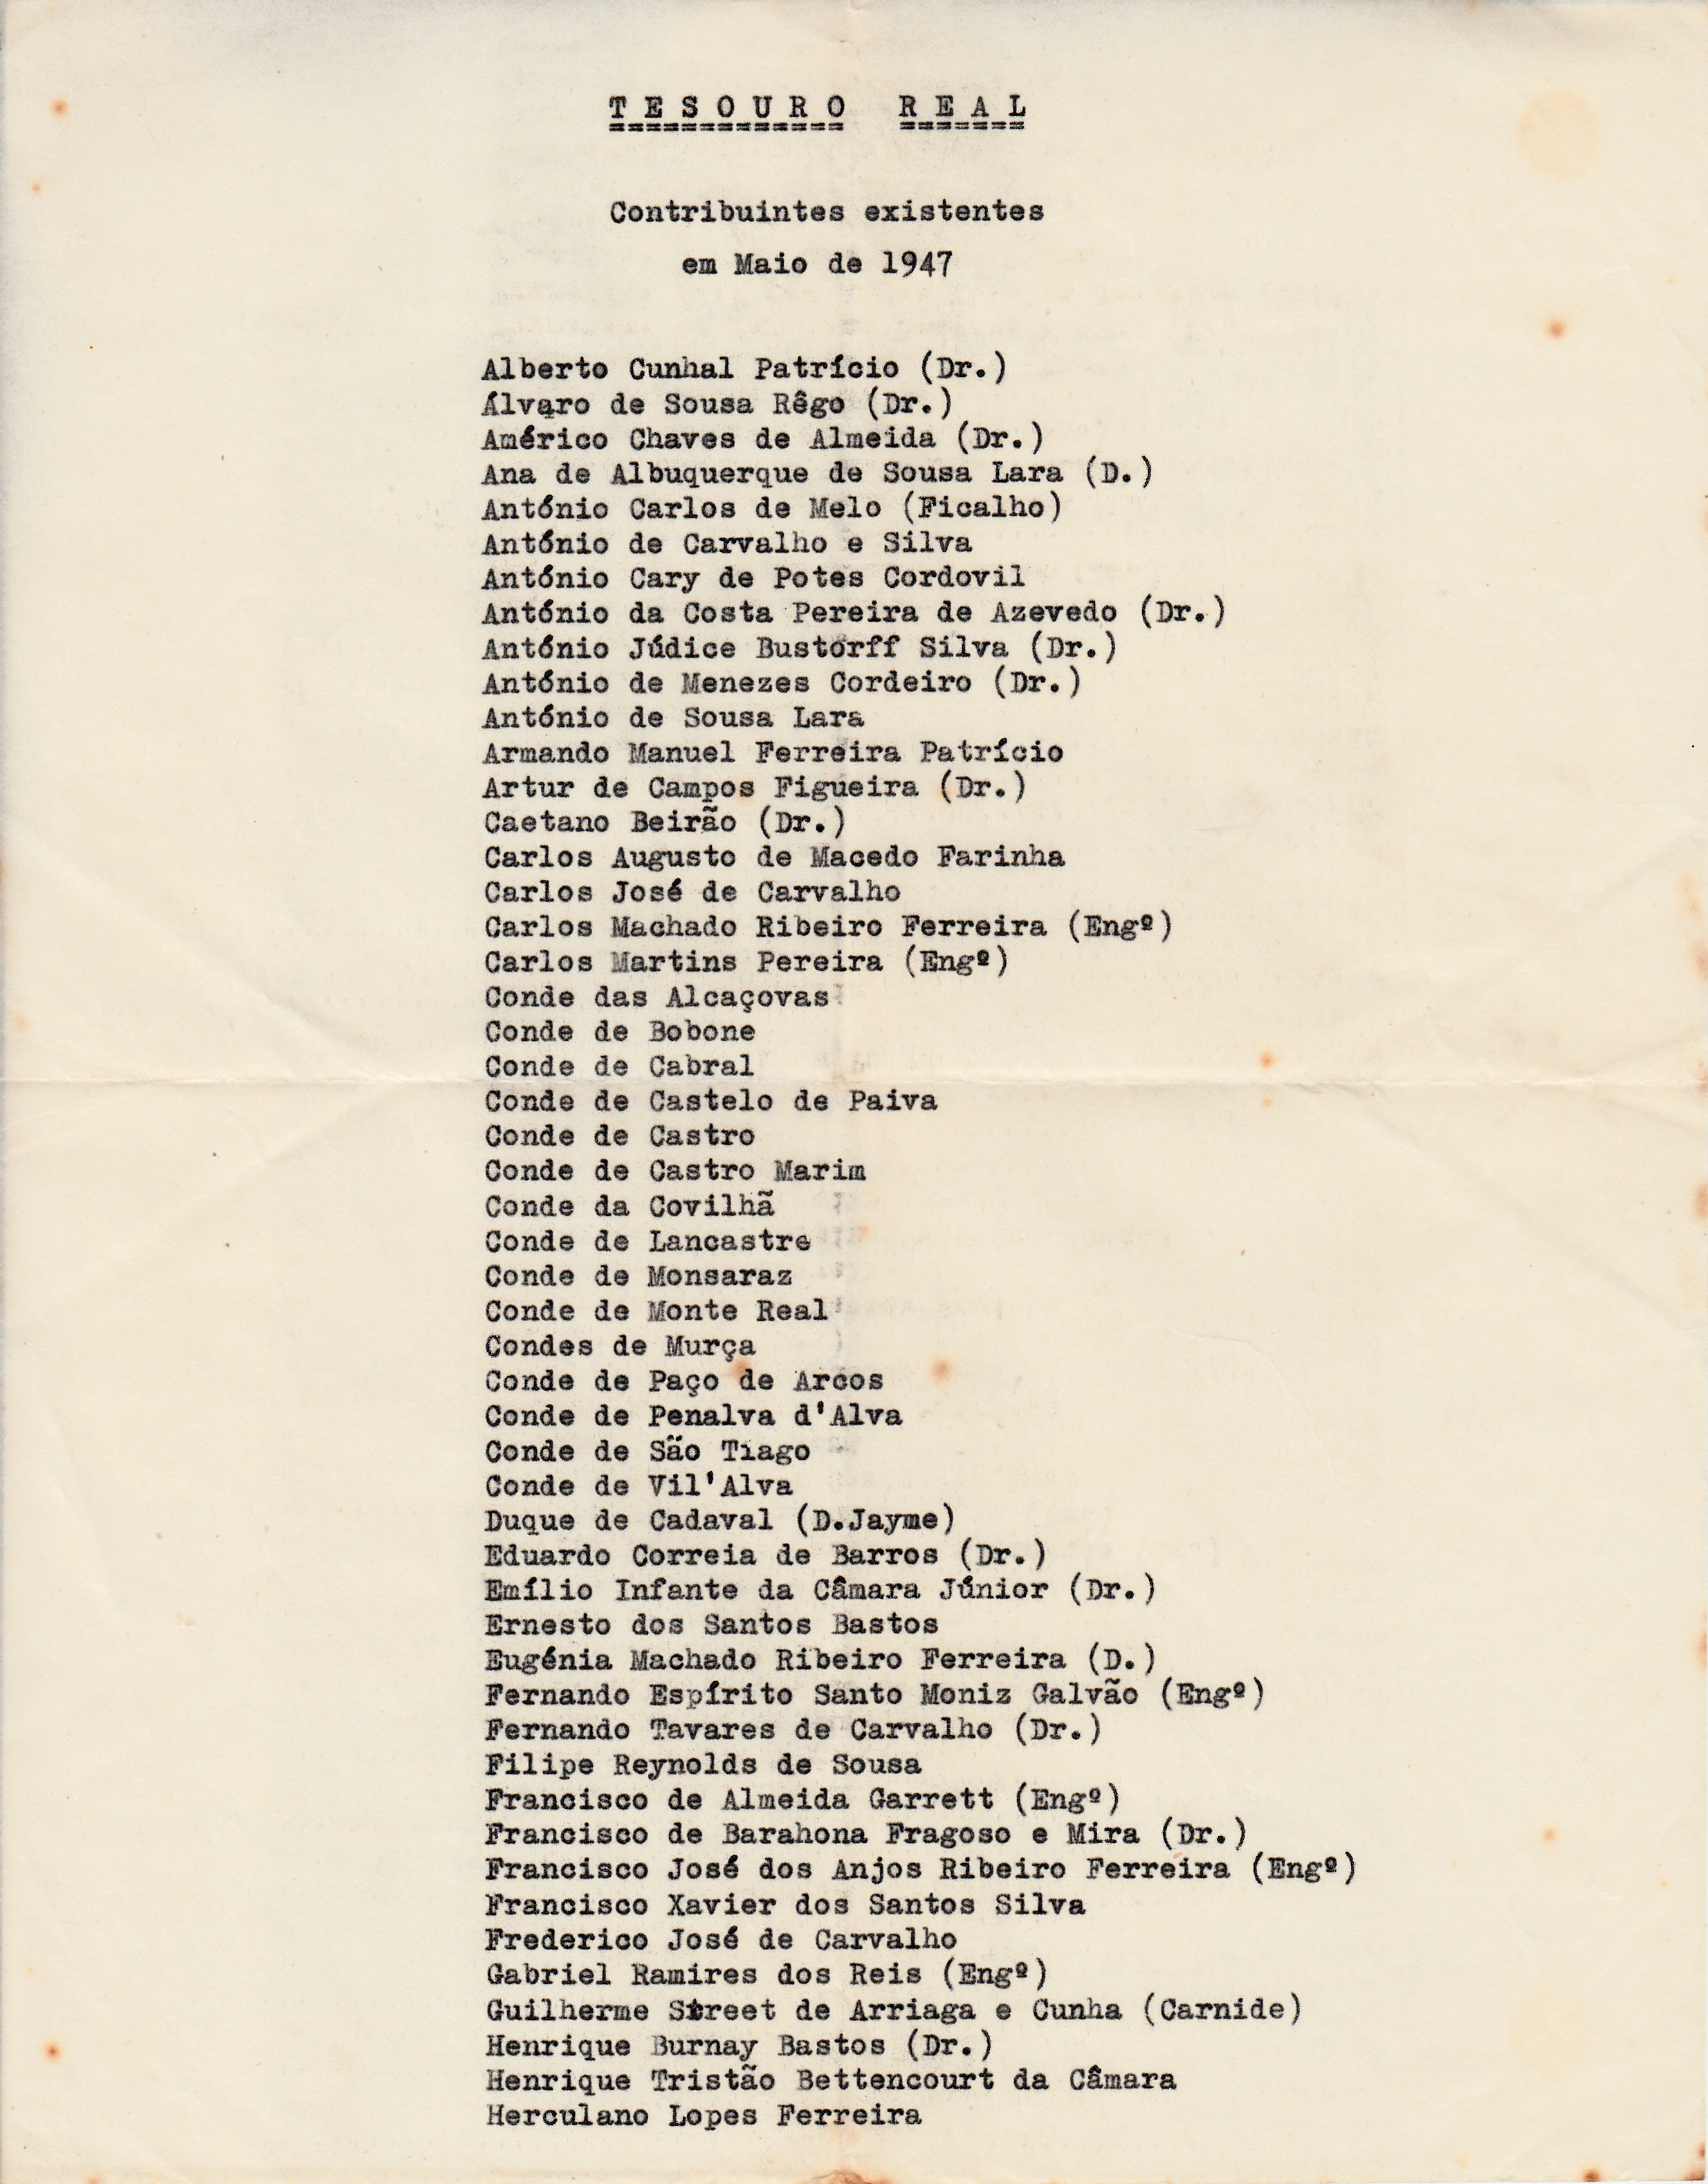 TESOURO REAL
Contribuintes existentes
em Maio de 1947
Alberto Cunhal Patrício (Dr.)
Álvaro de Sousa Rêgo (Dr.)
Américo Chaves de Almeida (Dr.)
Ana de Albuquerque de Sousa Lara (D.)
António Carlos de Melo (Ficalho)
António de Carvalho e Silva
António Cary de Potes Cordovil
António da Costa Pereira de Azevedo (Dr.)
António Júdice Bustorff Silva (Dr.)
António de Menezes Cordeiro (Dr.)
António de Sousa Lara
Armando Manuel Ferreira Patrício
Artur de Campos Figueira (Dr.)
Caetano Beirão (Dr.)
Carlos Augusto de Macedo Farinha
Carlos José de Carvalho
Carlos Machado Ribeiro Ferreira (Engº)
Carlos Martins Pereira (Engº)
Conde das Alcaçovas
Conde de Bobone
Conde de Cabral
Conde de Castelo de Paiva
Conde de Castro
Conde de Castro Marim
Conde da Covilhã
Conde de Lancastre
Conde de Monsaraz
Conde de Monte Real
Condes de Murça
Conde de Paço de Arcos
Conde de Penalva d'Alva
Conde de São Tiago
Conde de Vil'Alva
Duque de Cadaval (D.Jayme)
Eduardo Correia de Barros (Dr.)
Emílio Infante da Câmara Júnior (Dr.)
Ernesto dos Santos Bastos
Eugénia Machado Ribeiro Ferreira (D.)
Fernando Espírito Santo Moniz Galvão (Engº)
Fernando Tavares de Carvalho (Dr.)
Filipe Reynolds de Sousa
Francisco de Almeida Garrett (Engº)
Francisco de Barahona Fragoso e Mira (Dr.)
Francisco José dos Anjos Ribeiro Ferreira (Engº)
Francisco Xavier dos Santos Silva
Frederico José de Carvalho
Gabriel Ramires dos Reis (Engº)
Guilherme Street de Arriaga e Cunha (Carnide)
Henrique Burnay Bastos (Dr.)
Henrique Tristão Bettencourt da Câmara
Herculano Lopes Ferreira